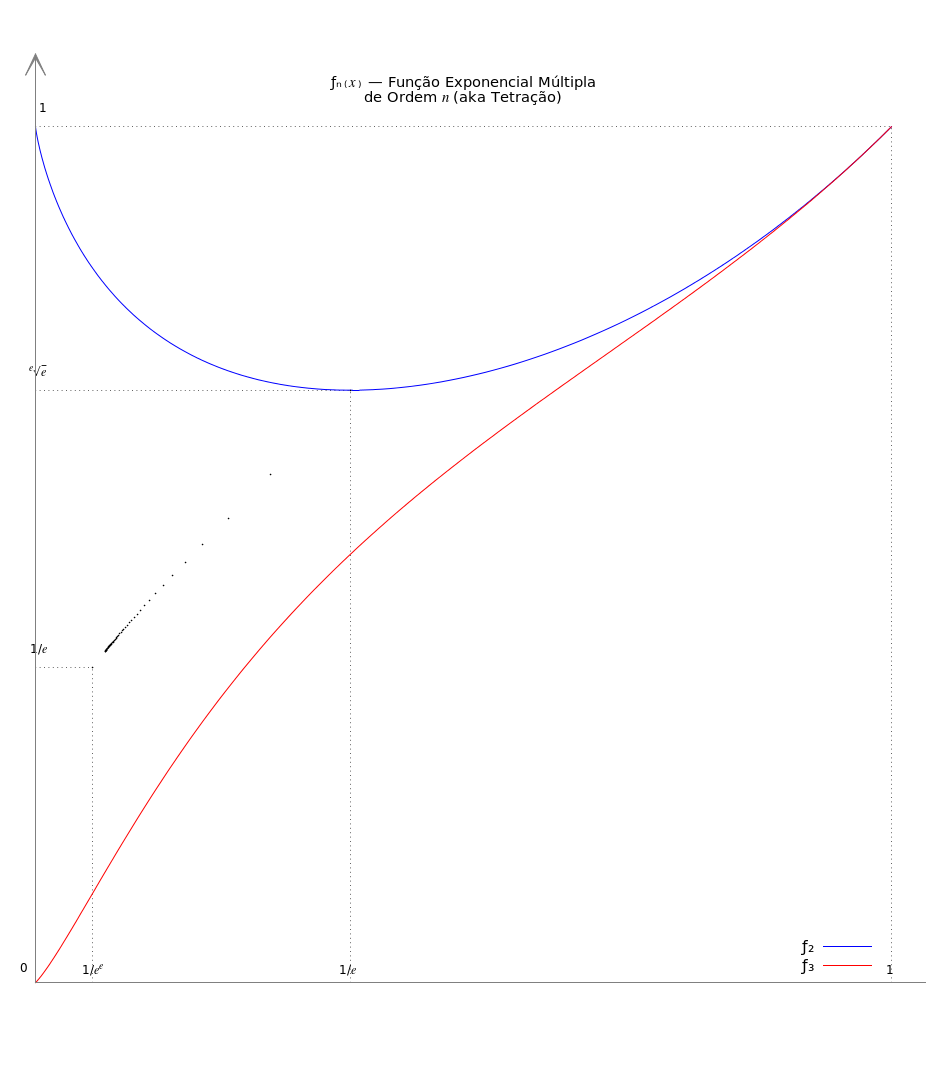 ƒₙ₍𝑥₎ — Função Exponencial Múltipla
de Ordem 𝑛 (aka Tetração)
1
ᵉ√e
1/e
0
1/eᵉ
1/e
1
ƒ₂
ƒ₃